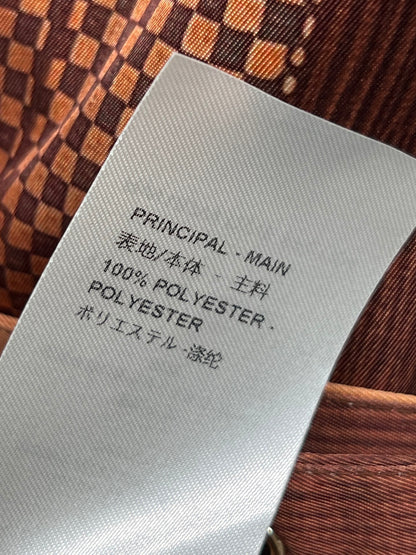 PRINCIPAL - MAIN
表地/本体 - 主料
100% POLYESTER -
POLYESTER
ポリエステル -涤纶